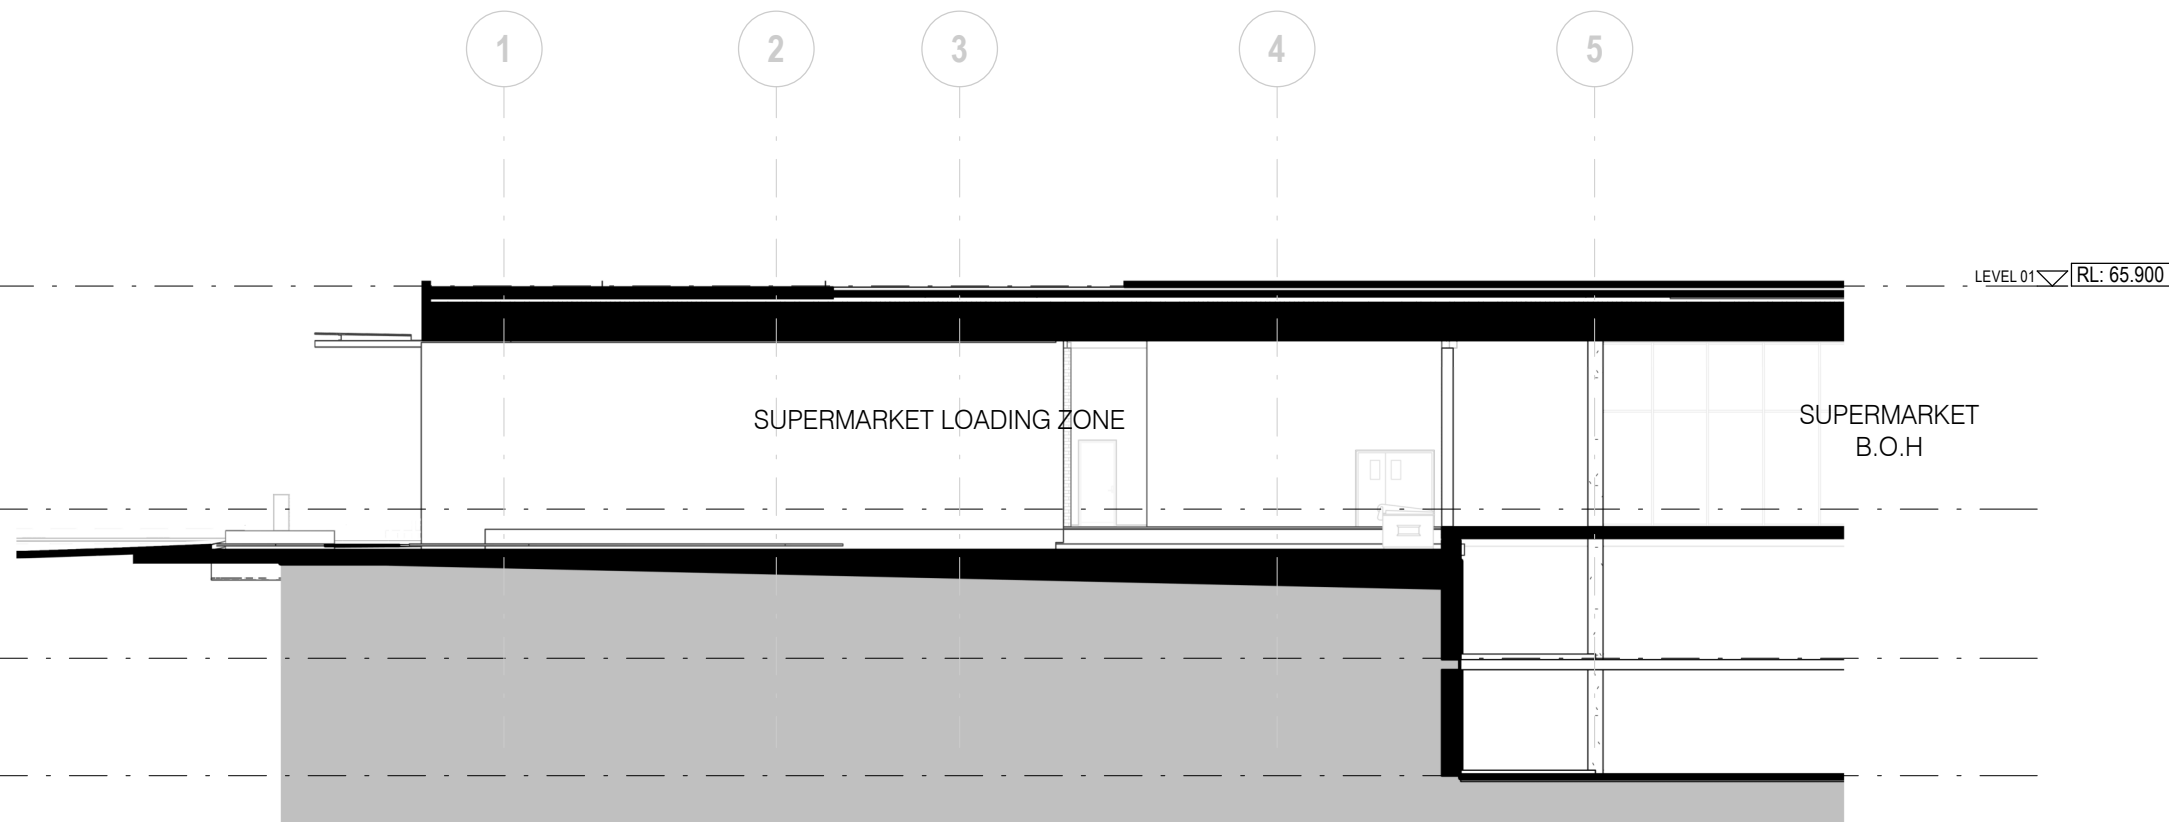 1 2 3 4 5
LEVEL 01 RL: 65.900
SUPERMARKET LOADING ZONE
SUPERMARKET
B.O.H